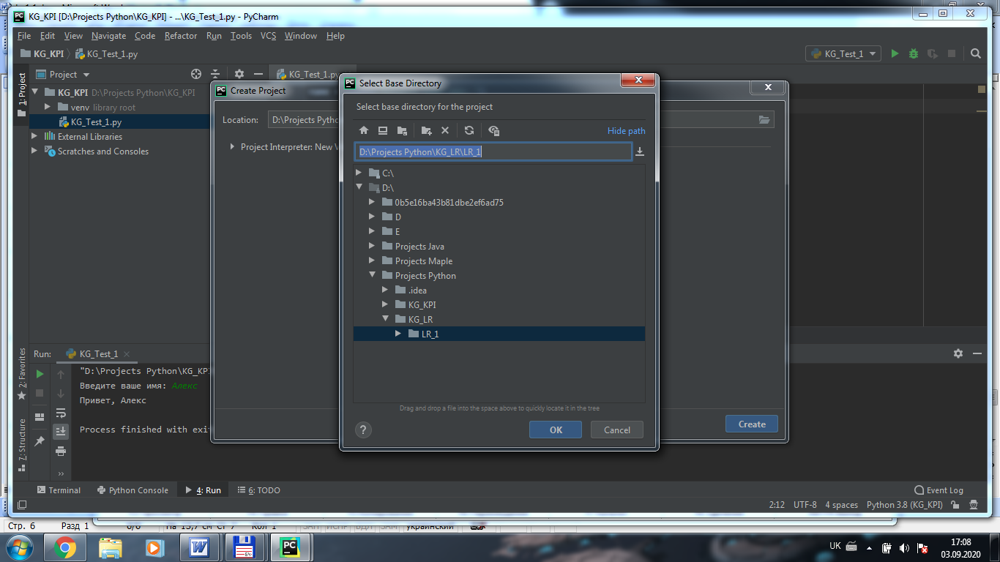 KG_KPI [D:\Projects Python\KG_KPI] - ...\KG_Test_1.py - PyCharm
File Edit View Navigate Code Refactor Run Tools VCS Window Help
KG_KPI KG_Test_1.py
KG_Test_1
1: Project
Project
KG_Test_1.py
KG_KPI D:\Projects Python\KG_KPI
venv library root
KG_Test_1.py
External Libraries
Scratches and Consoles
Create Project
Location: D:\Projects Pytho
Project Interpreter: New V
Create
Select Base Directory
Select base directory for the project
Hide path
D:\Projects Python\KG_LR\LR_1
C:\
D:\
0b5e16ba43b81dbe2ef6ad75
D
E
Projects Java
Projects Maple
Projects Python
.idea
KG_KPI
KG_LR
LR_1
Drag and drop a file into the space above to quickly locate it in the tree
? OK Cancel
2: Favorites
7: Structure
Run: KG_Test_1
"D:\Projects Python\KG_KPI
Введите ваше имя: Алекс
Привет, Алекс
Process finished with exi
Terminal Python Console 4: Run 6: TODO Event Log
2:12 UTF-8 4 spaces Python 3.8 (KG_KPI)
Стр. 6 Разд 1 6/6 На 13,7 см Ст 7 Кол 1 ЗАП ИСПР ВДЛ ЗАМ украинский
UK 17:08
03.09.2020